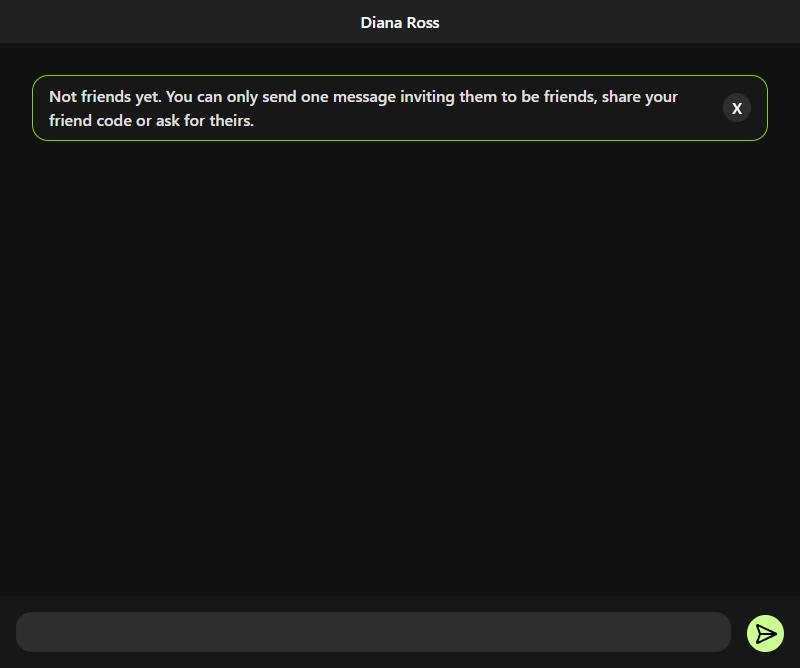 Diana Ross
Not friends yet. You can only send one message inviting them to be friends, share your
friend code or ask for theirs.
X